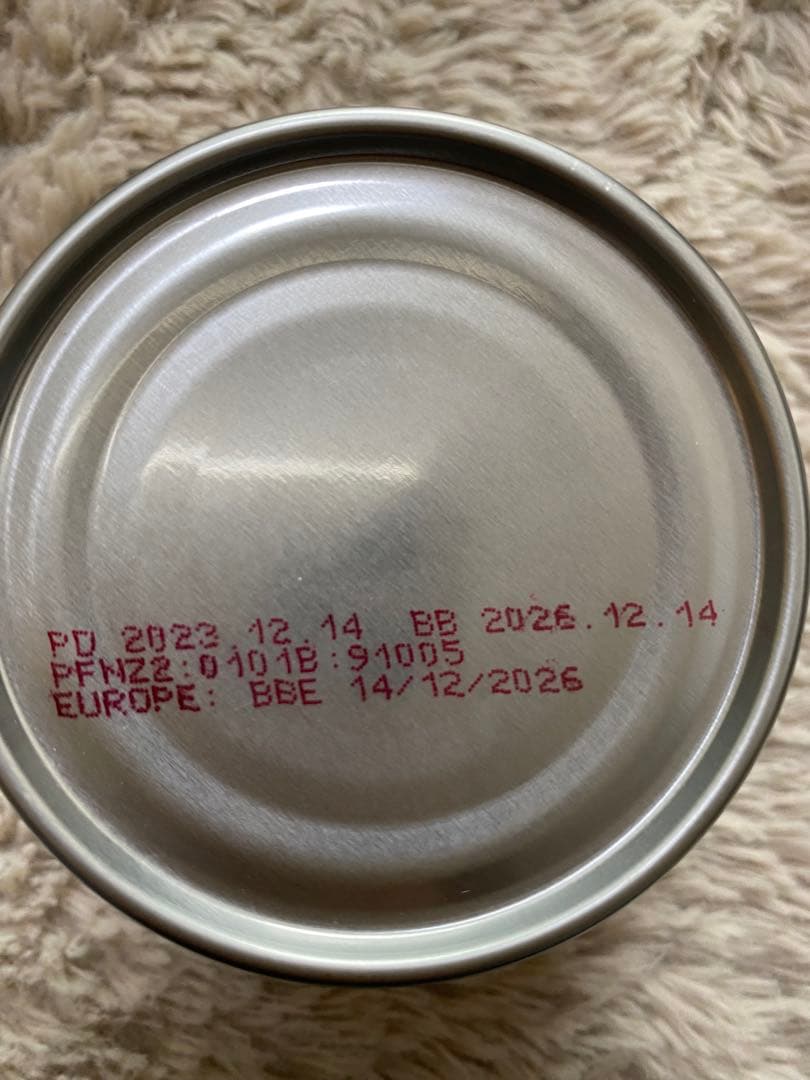 PD 2023.12.14 BB 2026.12.14
PFNZ2:0101B:91005
EUROPE: BBE 14/12/2026